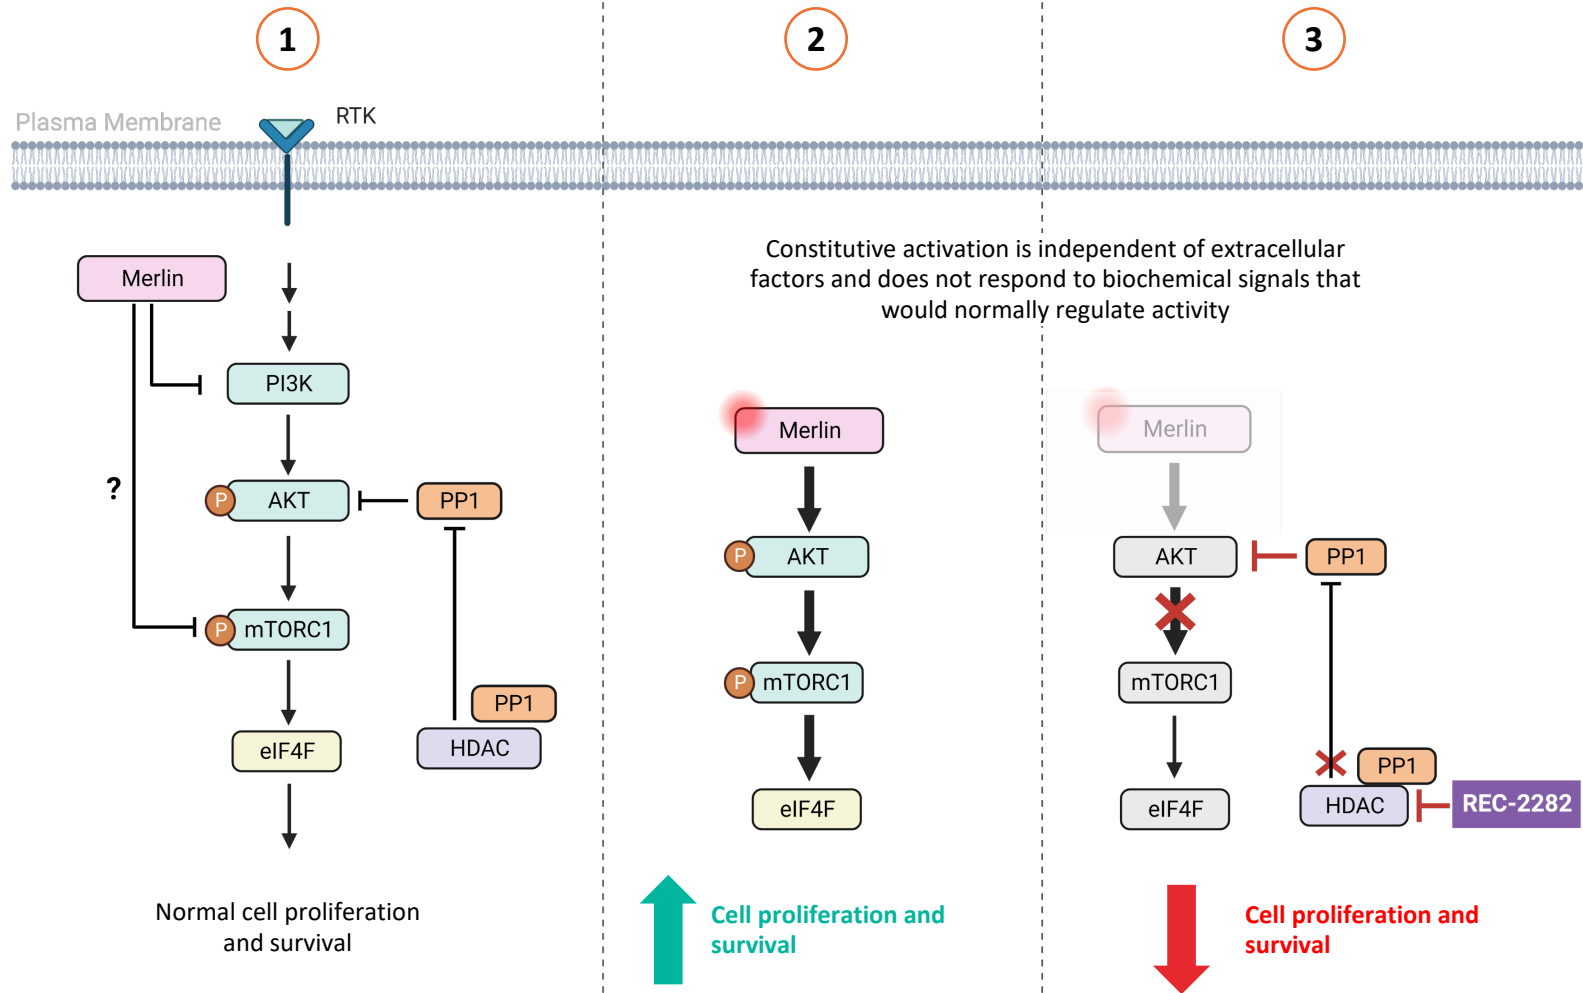 1
2
3
Plasma Membrane
RTK
Constitutive activation is independent of extracellular
factors and does not respond to biochemical signals that
would normally regulate activity
Merlin
PI3K
?
P
AKT
PP1
P
mTORC1
PP1
HDAC
eIF4F
Normal cell proliferation
and survival
Merlin
P
AKT
P
mTORC1
eIF4F
Cell proliferation and
survival
Merlin
AKT
PP1
mTORC1
PP1
HDAC
REC-2282
eIF4F
Cell proliferation and
survival